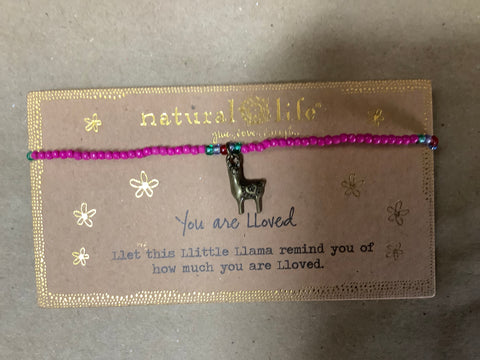 natural life®
give. love. laugh.
You are LLoved
Llet this Llittle Llama remind you of
how much you are Lloved.